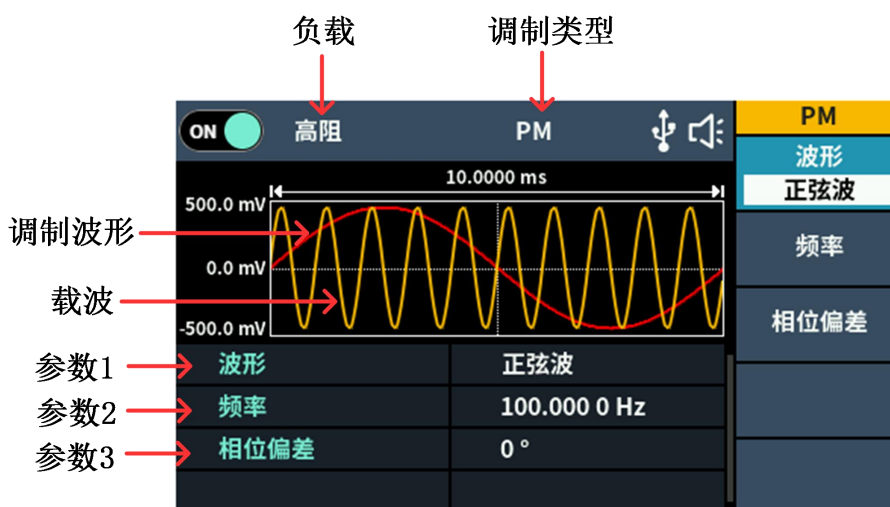 负载
调制类型
ON
高阻
PM
PM
波形
正弦波
10.0000 ms
500.0 mV
调制波形
频率
0.0 mV
载波
相位偏差
-500.0 mV
参数1
波形
正弦波
参数2
频率
100.000 0 Hz
参数3
相位偏差
0 °